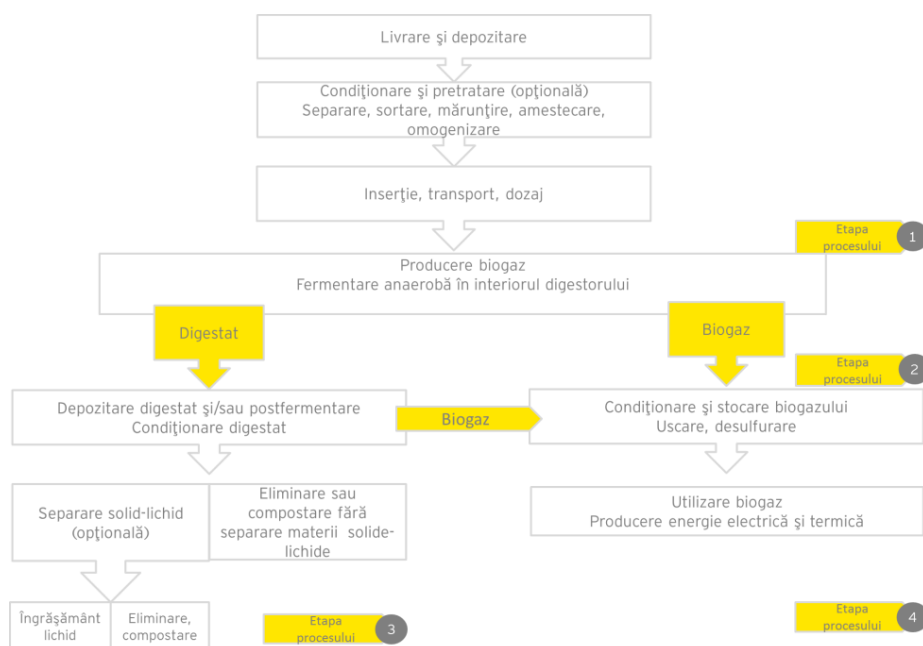 Livrare şi depozitare
Condiţionare şi pretratare (opţională)
Separare, sortare, mărunţire, amestecare,
omogenizare
Inserţie, transport, dozaj
Etapa
procesului
1
Producere biogaz
Fermentare anaerobă în interiorul digestorului
Digestat
Biogaz
Etapa
procesului
2
Depozitare digestat şi/sau postfermentare
Condiţionare digestat
Biogaz
Condiţionare şi stocare biogazului
Uscare, desulfurare
Separare solid-lichid
(opţională)
Eliminare sau
compostare fără
separare materii solide-
lichide
Utilizare biogaz
Producere energie electrică şi termică
Îngrăşământ
lichid
Eliminare,
compostare
Etapa
procesului
3
Etapa
procesului
4